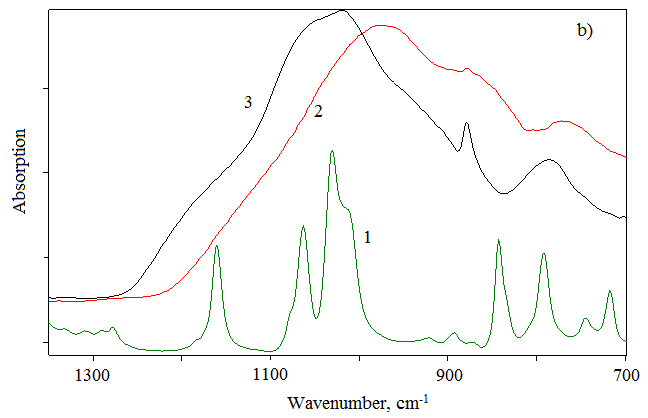 b)
3
2
1
Absorption
1300
1100
900
700
Wavenumber, cm-1